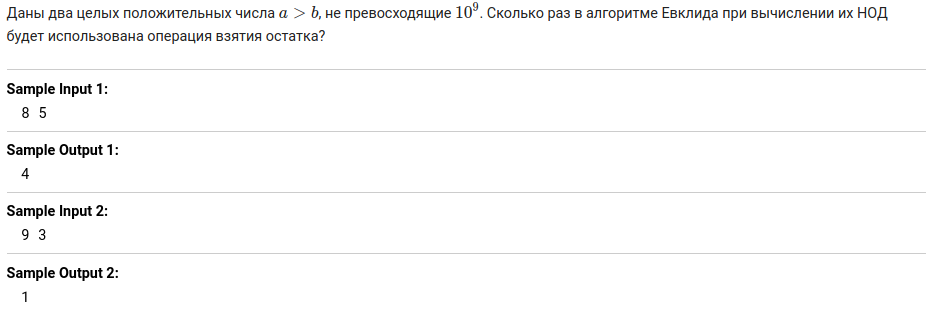 Даны два целых положительных числа a > b, не превосходящие 10⁹. Сколько раз в алгоритме Евклида при вычислении их НОД
будет использована операция взятия остатка?
Sample Input 1:
8 5
Sample Output 1:
4
Sample Input 2:
9 3
Sample Output 2:
1